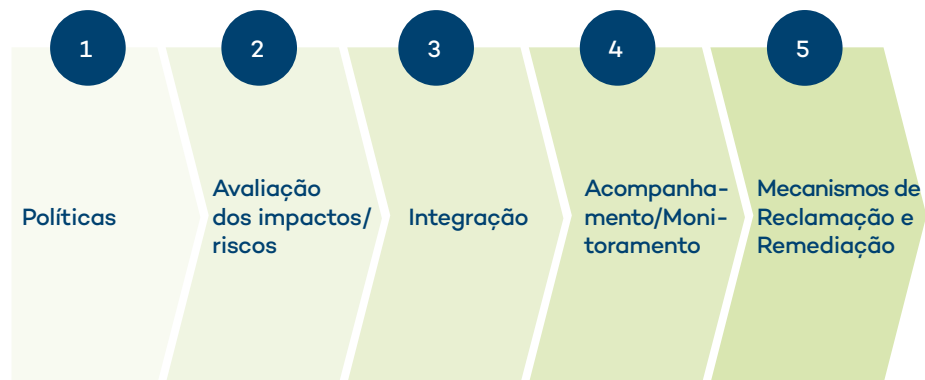 1
2
3
4
5
Políticas
Avaliação
dos impactos/
riscos
Integração
Acompanha-
mento/Moni-
toramento
Mecanismos de
Reclamação e
Remediação